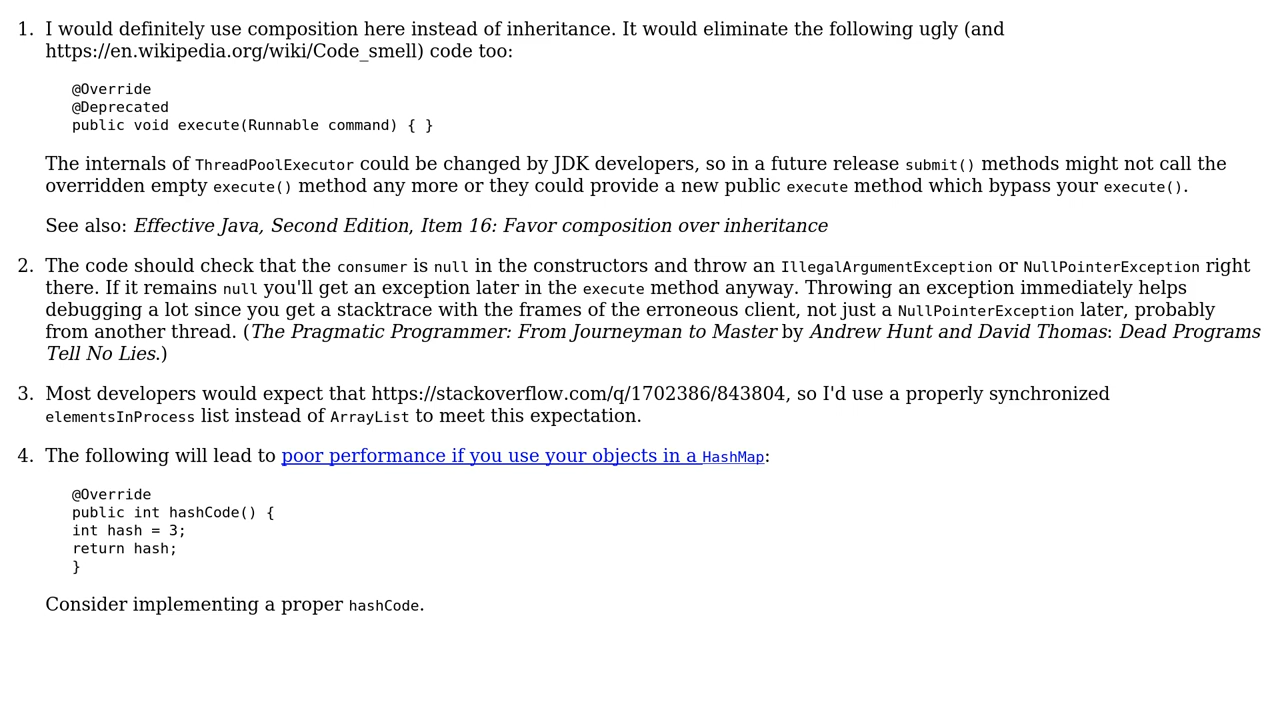 1. I would definitely use composition here instead of inheritance. It would eliminate the following ugly (and
https://en.wikipedia.org/wiki/Code_smell) code too:
@Override
@Deprecated
public void execute(Runnable command) { }
The internals of ThreadPoolExecutor could be changed by JDK developers, so in a future release submit() methods might not call the
overridden empty execute() method any more or they could provide a new public execute method which bypass your execute().
See also: Effective Java, Second Edition, Item 16: Favor composition over inheritance
2. The code should check that the consumer is null in the constructors and throw an IllegalArgumentException or NullPointerException right
there. If it remains null you'll get an exception later in the execute method anyway. Throwing an exception immediately helps
debugging a lot since you get a stacktrace with the frames of the erroneous client, not just a NullPointerException later, probably
from another thread. (The Pragmatic Programmer: From Journeyman to Master by Andrew Hunt and David Thomas: Dead Programs
Tell No Lies.)
3. Most developers would expect that https://stackoverflow.com/q/1702386/843804, so I'd use a properly synchronized
elementsInProcess list instead of ArrayList to meet this expectation.
4. The following will lead to poor performance if you use your objects in a HashMap:
@Override
public int hashCode() {
int hash = 3;
return hash;
}
Consider implementing a proper hashCode.